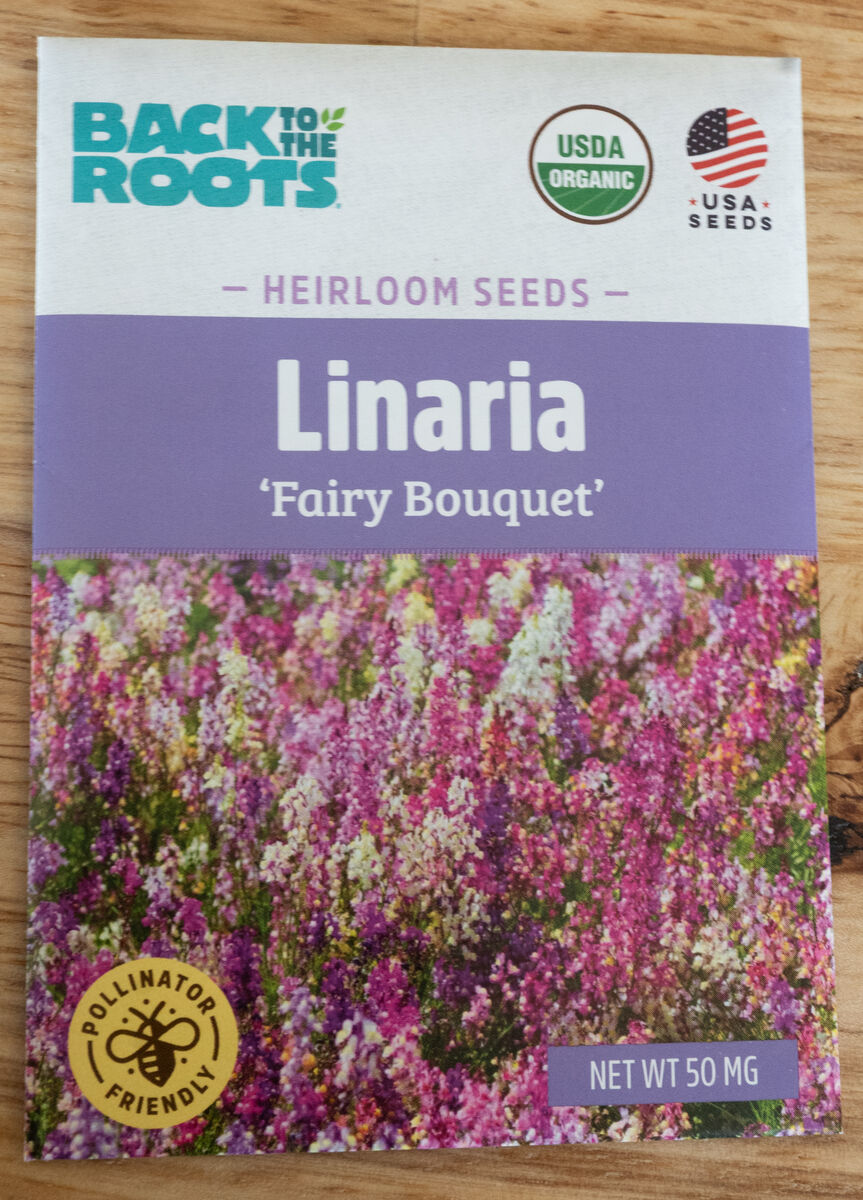 BACK TO THE ROOTS
USDA
ORGANIC
USA
SEEDS
– HEIRLOOM SEEDS –
Linaria
‘Fairy Bouquet’
POLLINATOR
FRIENDLY
NET WT 50 MG